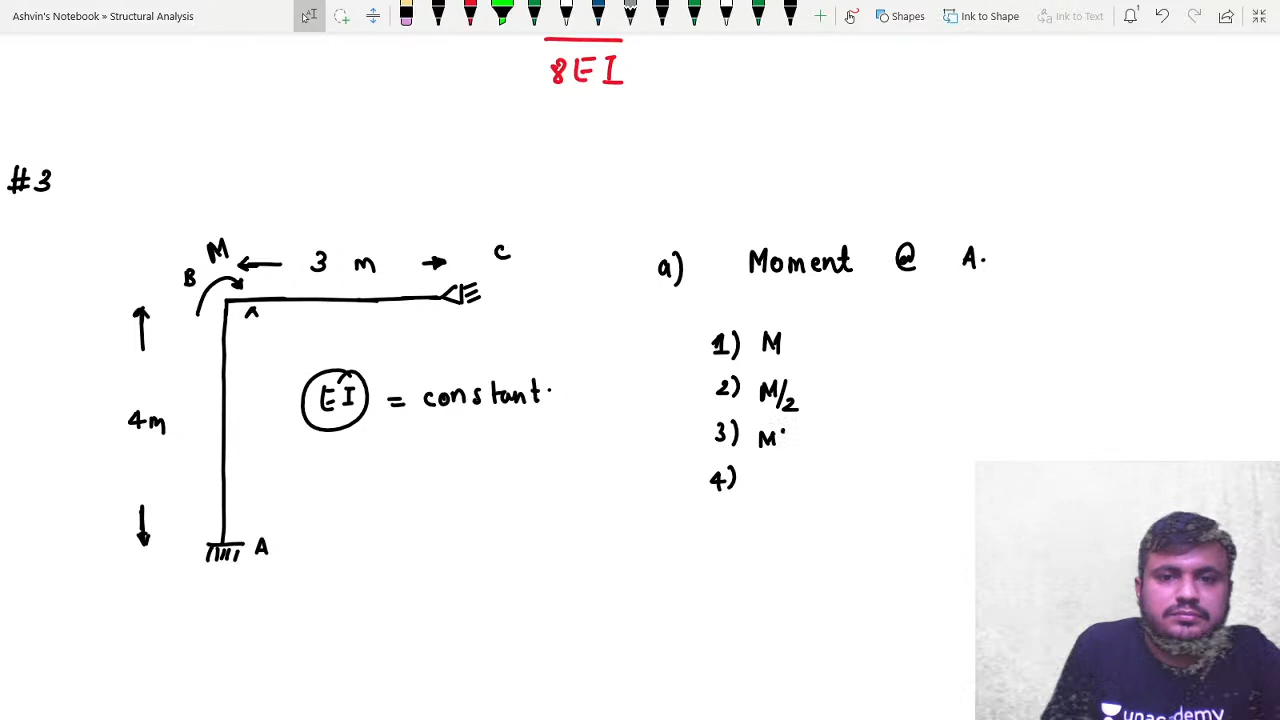 Ashvin's Notebook » Structural Analysis
Shapes
Ink to Shape
Ink to Text
8EI
#3
M
B
3 m
C
a) Moment @ A.
1) M
2) M/2
3) M
4)
EI = constant.
4m
A
unacademy